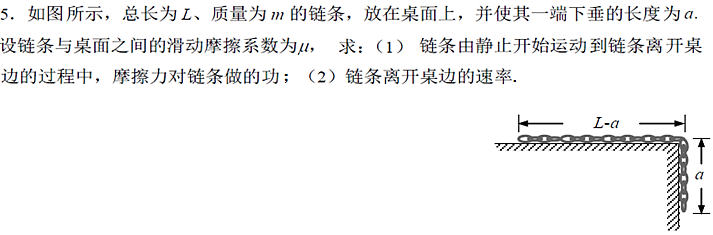 5．如图所示，总长为 L、质量为 m 的链条，放在桌面上，并使其一端下垂的长度为 a.
设链条与桌面之间的滑动摩擦系数为μ， 求：（1） 链条由静止开始运动到链条离开桌
边的过程中，摩擦力对链条做的功；（2）链条离开桌边的速率.
L-a
a